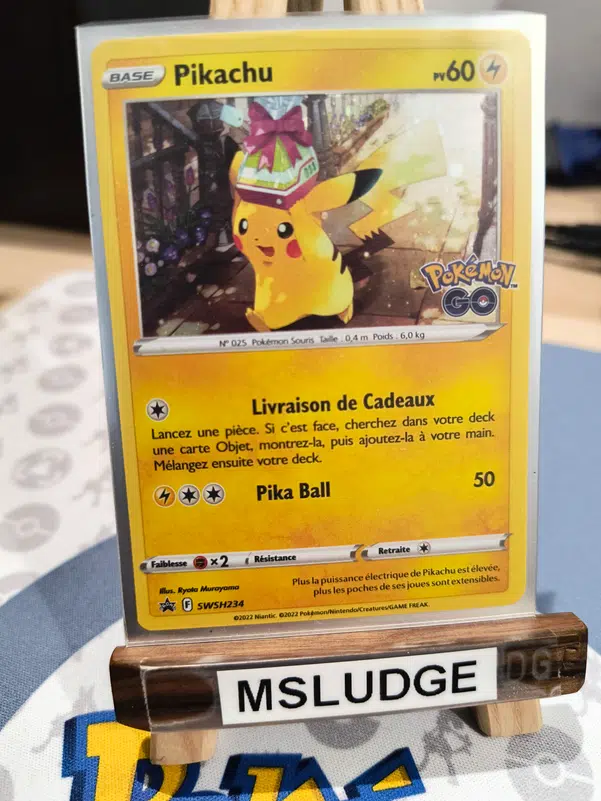 BASE Pikachu PV60
POKÉMON
GO
N° 025 Pokémon Souris Taille : 0,4 m Poids : 6,0 kg
Livraison de Cadeaux
Lancez une pièce. Si c'est face, cherchez dans votre deck
une carte Objet, montrez-la, puis ajoutez-la à votre main.
Mélangez ensuite votre deck.
Pika Ball 50
Faiblesse ×2 Résistance Retraite
Illus. Ryota Murayama
Plus la puissance électrique de Pikachu est élevée,
plus les poches de ses joues sont extensibles.
F SWSH234
©2022 Niantic. ©2022 Pokémon/Nintendo/Creatures/GAME FREAK.
MSLUDGE